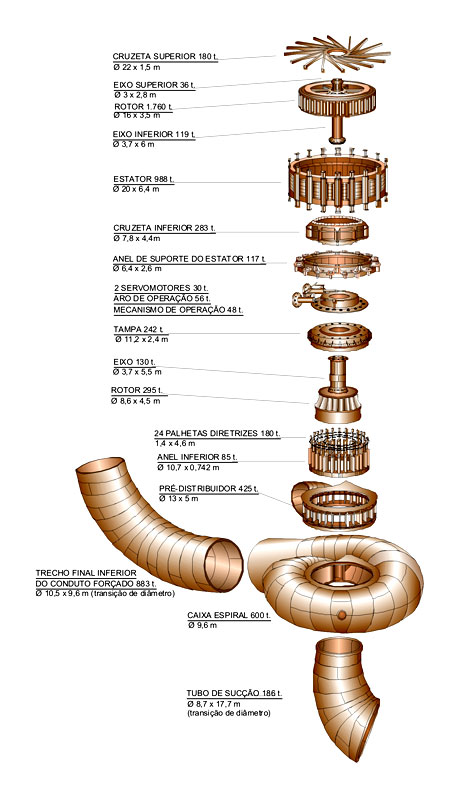 CRUZETA SUPERIOR 180 t.
Ø 22 x 1,5 m
EIXO SUPERIOR 36 t.
Ø 3 x 2,8 m
ROTOR 1.760 t.
Ø 16 x 3,5 m
EIXO INFERIOR 119 t.
Ø 3,7 x 6 m
ESTATOR 988 t.
Ø 20 x 6,4 m
CRUZETA INFERIOR 283 t.
Ø 7,8 x 4,4m
ANEL DE SUPORTE DO ESTATOR 117 t.
Ø 6,4 x 2,6 m
2 SERVOMOTORES 30 t.
ARO DE OPERAÇÃO 56 t.
MECANISMO DE OPERAÇÃO 48 t.
TAMPA 242 t.
Ø 11,2 x 2,4 m
EIXO 130 t.
Ø 3,7 x 5,5 m
ROTOR 295 t.
Ø 8,6 x 4,5 m
24 PALHETAS DIRETRIZES 180 t.
1,4 x 4,6 m
ANEL INFERIOR 85 t.
Ø 10,7 x 0,742 m
PRÉ-DISTRIBUIDOR 425 t.
Ø 13 x 5 m
TRECHO FINAL INFERIOR
DO CONDUTO FORÇADO 883 t.
Ø 10,5 x 9,6 m (transição de diâmetro)
CAIXA ESPIRAL 600 t.
Ø 9,6 m
TUBO DE SUCÇÃO 186 t.
Ø 8,7 x 17,7 m
(transição de diâmetro)